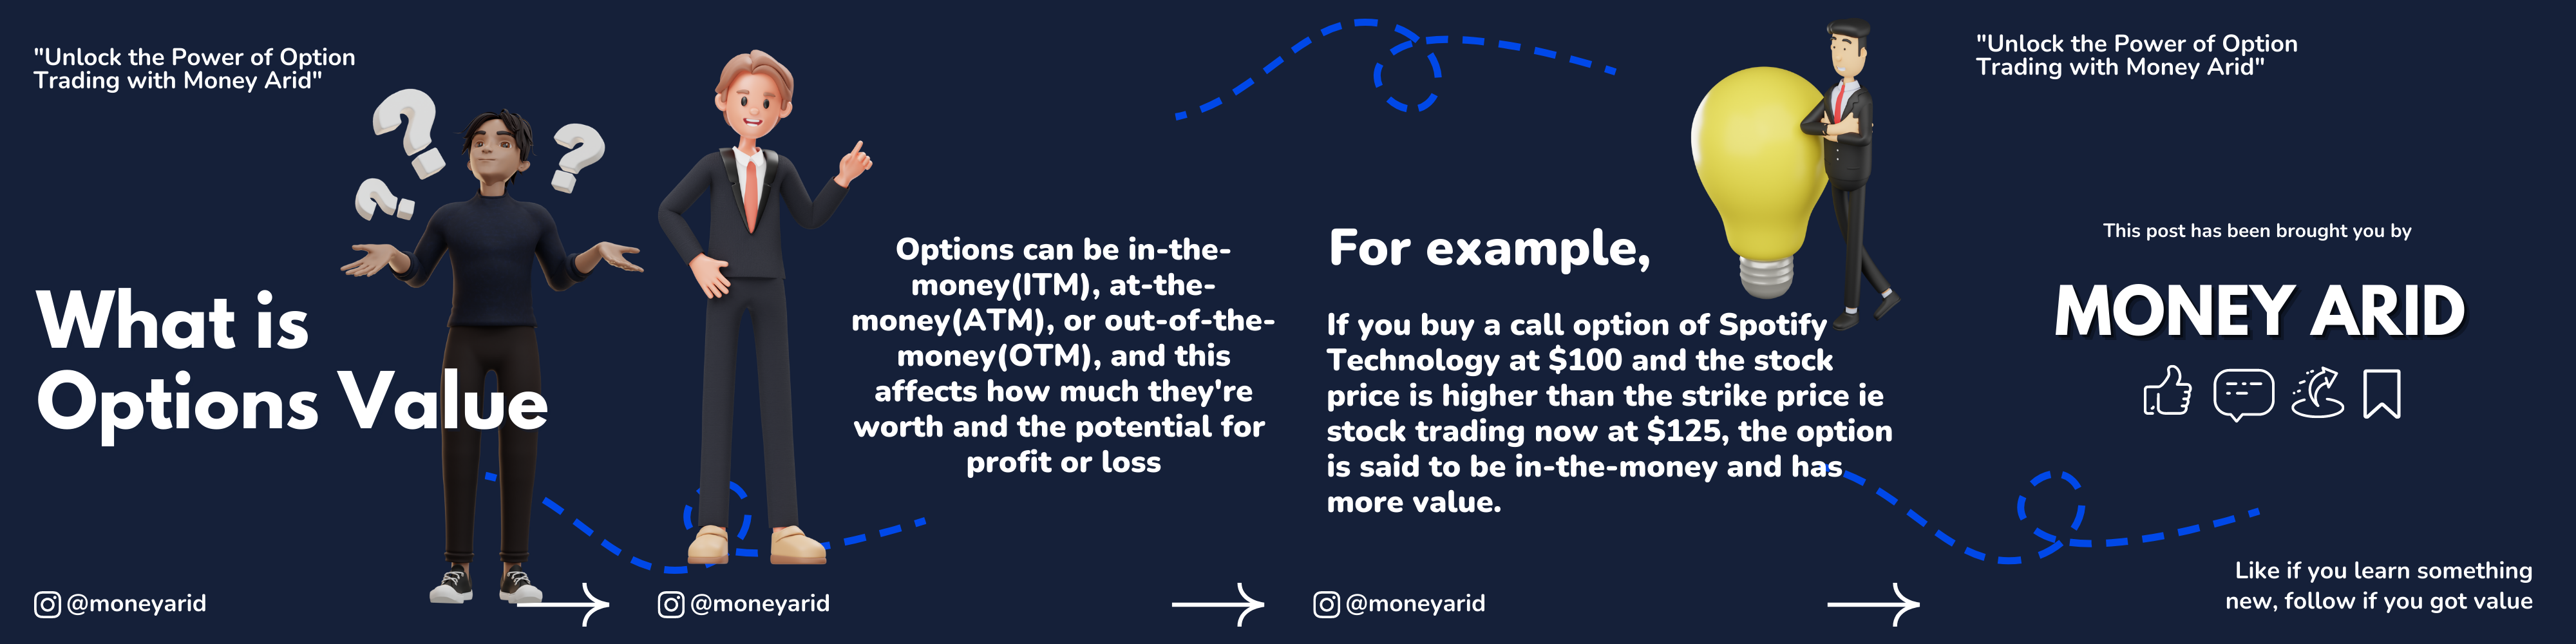 "Unlock the Power of Option
Trading with Money Arid"
What is
Options Value
@moneyarid
Options can be in-the-
money(ITM), at-the-
money(ATM), or out-of-the-
money(OTM), and this
affects how much they're
worth and the potential for
profit or loss
@moneyarid
For example,
If you buy a call option of Spotify
Technology at $100 and the stock
price is higher than the strike price ie
stock trading now at $125, the option
is said to be in-the-money and has
more value.
@moneyarid
"Unlock the Power of Option
Trading with Money Arid"
This post has been brought you by
MONEY ARID
Like if you learn something
new, follow if you got value